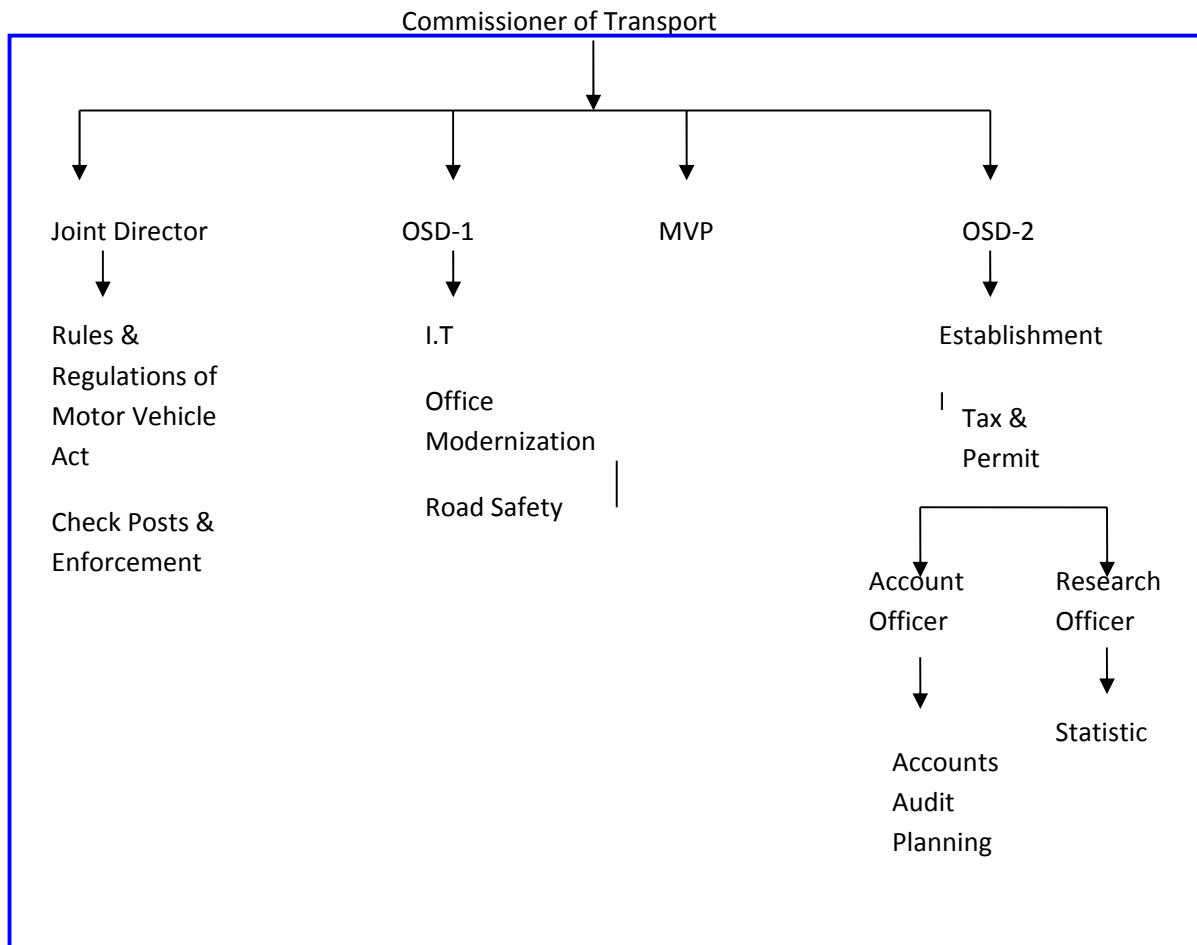 Commissioner of Transport
Joint Director
OSD-1
MVP
OSD-2
Rules &
Regulations of
Motor Vehicle
Act
Check Posts &
Enforcement
I.T
Office
Modernization
Road Safety
Establishment
Tax &
Permit
Account
Officer
Research
Officer
Accounts
Audit
Planning
Statistic